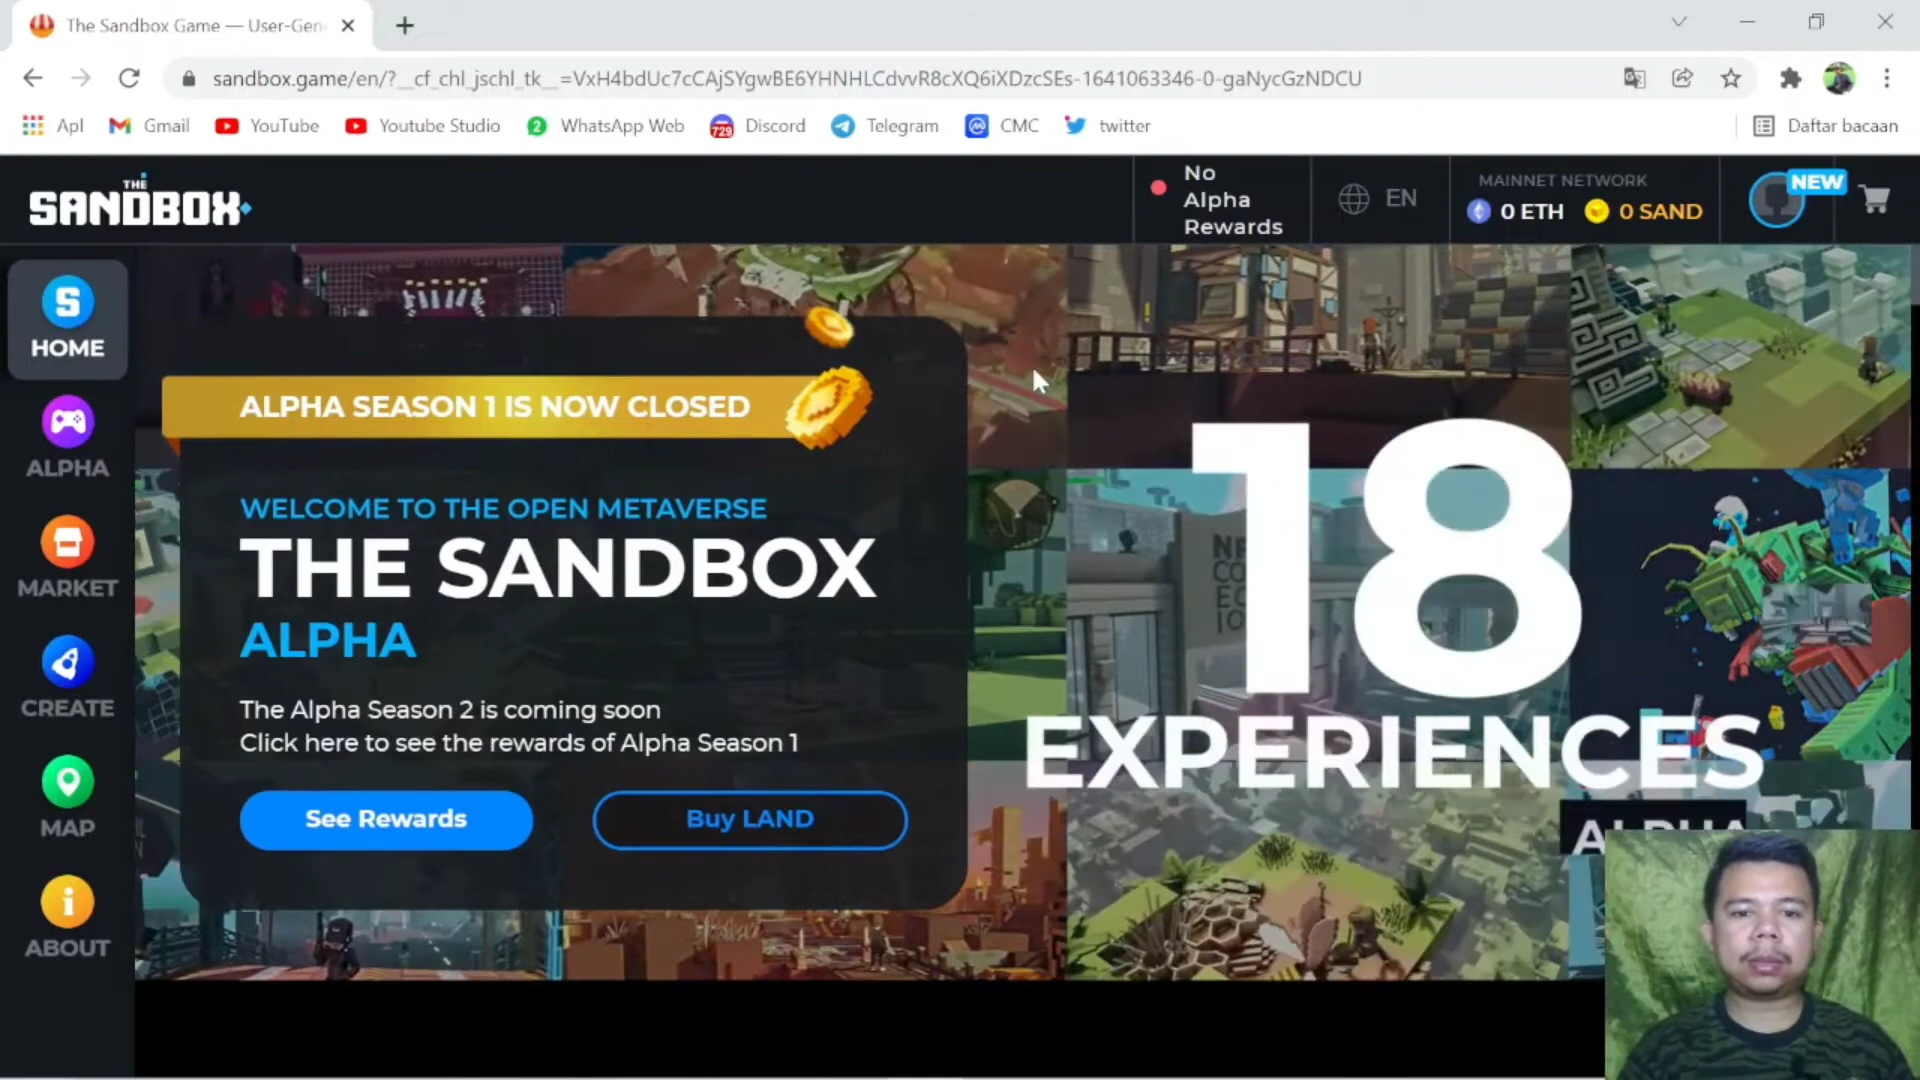 The Sandbox Game — User-Gen
sandbox.game/en/?__cf_chl_jschl_tk__=VxH4bdUc7cCAjSYgwBE6YHNHLCdvvR8cXQ6iXDzcSEs-1641063346-0-gaNycGzNDCU
Apl
Gmail
YouTube
Youtube Studio
2
WhatsApp Web
729
Discord
Telegram
CMC
twitter
Daftar bacaan
THE
SANDBOX
No
Alpha
Rewards
EN
MAINNET NETWORK
0 ETH
0 SAND
NEW
S
HOME
ALPHA
MARKET
CREATE
MAP
ABOUT
ALPHA SEASON 1 IS NOW CLOSED
WELCOME TO THE OPEN METAVERSE
THE SANDBOX
ALPHA
The Alpha Season 2 is coming soon
Click here to see the rewards of Alpha Season 1
See Rewards
Buy LAND
18
EXPERIENCES
ALPHA